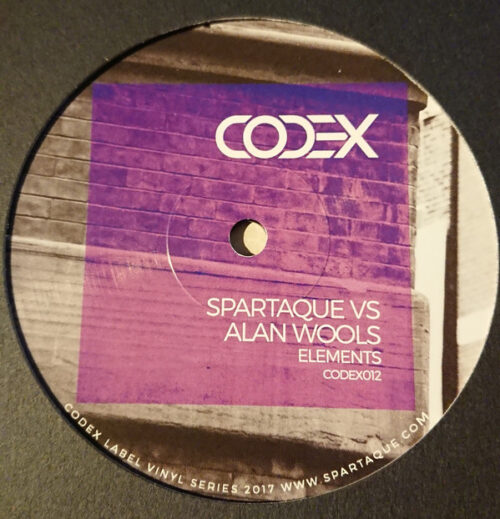 CODEX
SPARTAQUE VS
ALAN WOOLS
ELEMENTS
CODEX012
CODEX LABEL VINYL SERIES 2017 WWW.SPARTAQUE.COM